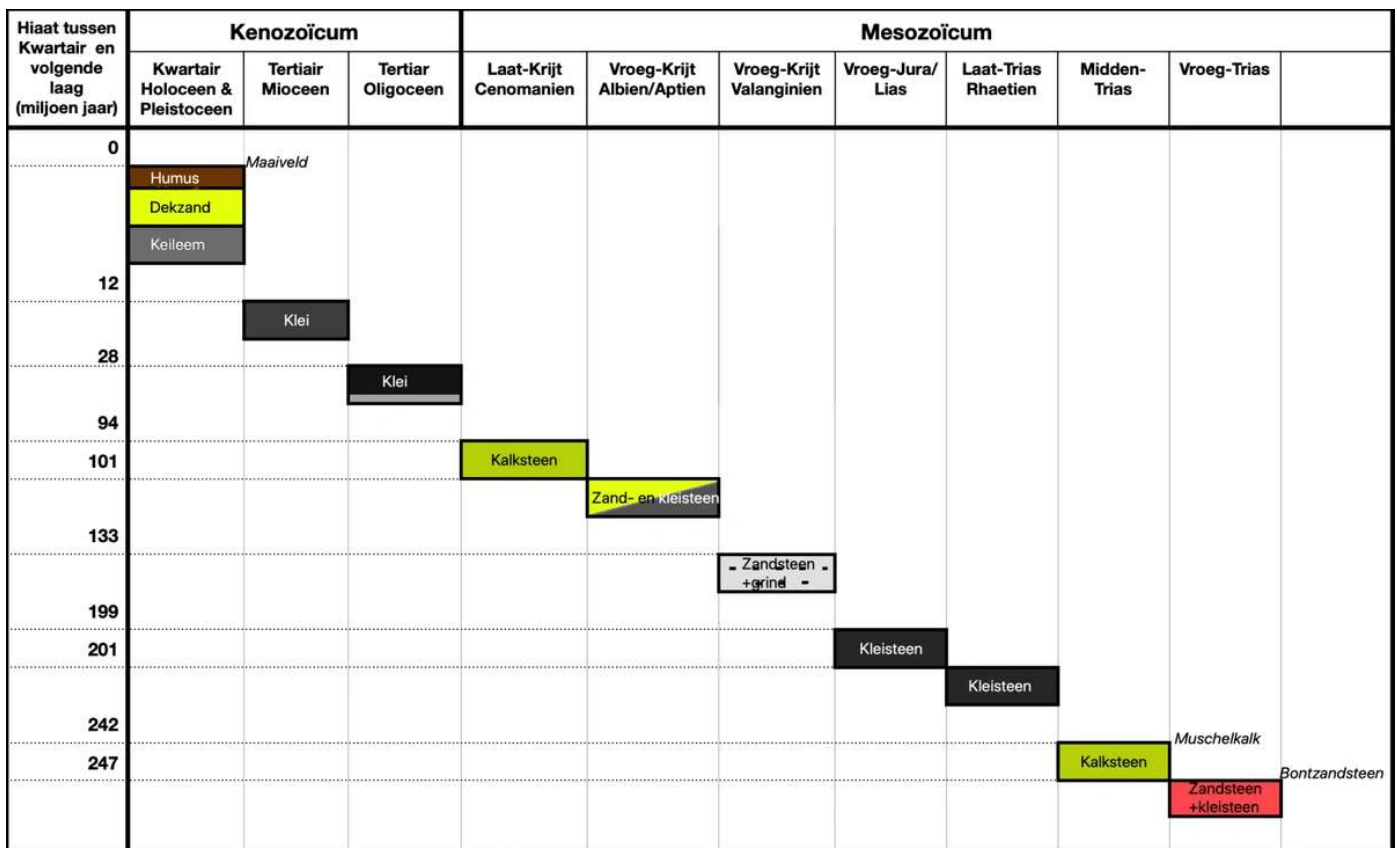 Hiaat tussen
Kwartair en
volgende
laag
(miljoen jaar)
Kenozoïcum
Mesozoïcum
Kwartair
Holoceen &
Pleistoceen
Tertiair
Mioceen
Tertiar
Oligoceen
Laat-Krijt
Cenomanien
Vroeg-Krijt
Albien/Aptien
Vroeg-Krijt
Valanginien
Vroeg-Jura/
Lias
Laat-Trias
Rhaetien
Midden-
Trias
Vroeg-Trias
0
Maaiveld
Humus
Dekzand
Keileem
12
Klei
28
Klei
94
101
Kalksteen
Zand- en kleisteen
133
Zandsteen
+grind
199
201
Kleisteen
Kleisteen
242
Muschelkalk
247
Kalksteen
Bontzandsteen
Zandsteen
+kleisteen